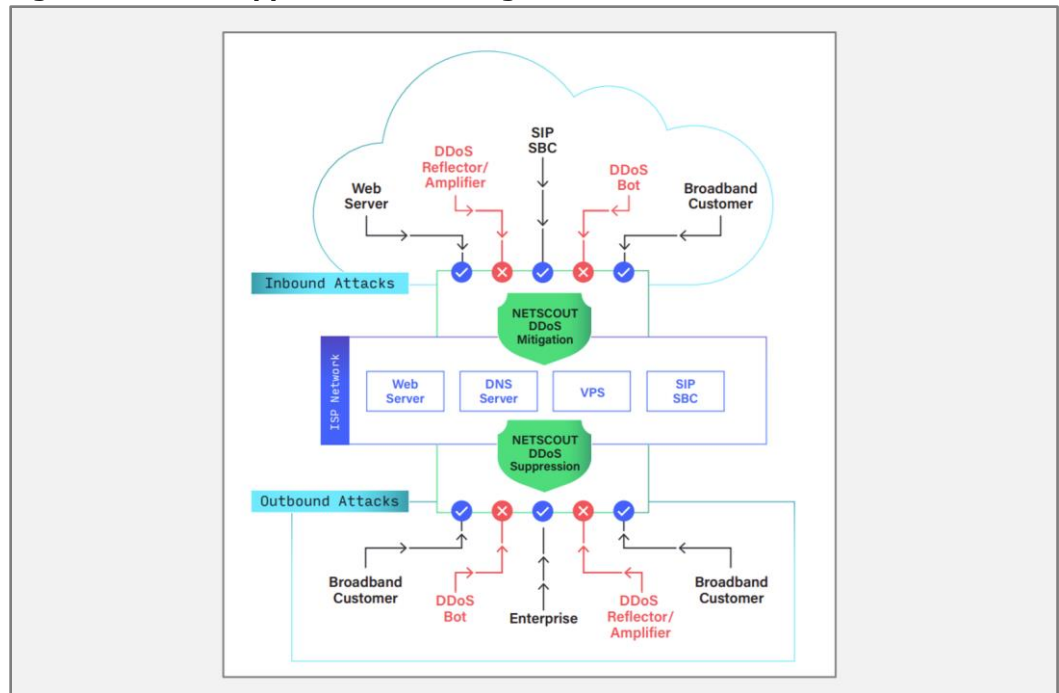 SIP
SBC
DDoS
Reflector/
Amplifier
DDoS
Bot
Web
Server
Broadband
Customer
Inbound Attacks
NETSCOUT
DDoS
Mitigation
ISP Network
Web
Server
DNS
Server
VPS
SIP
SBC
NETSCOUT
DDoS
Suppression
Outbound Attacks
Broadband
Customer
DDoS
Bot
Enterprise
DDoS
Reflector/
Amplifier
Broadband
Customer